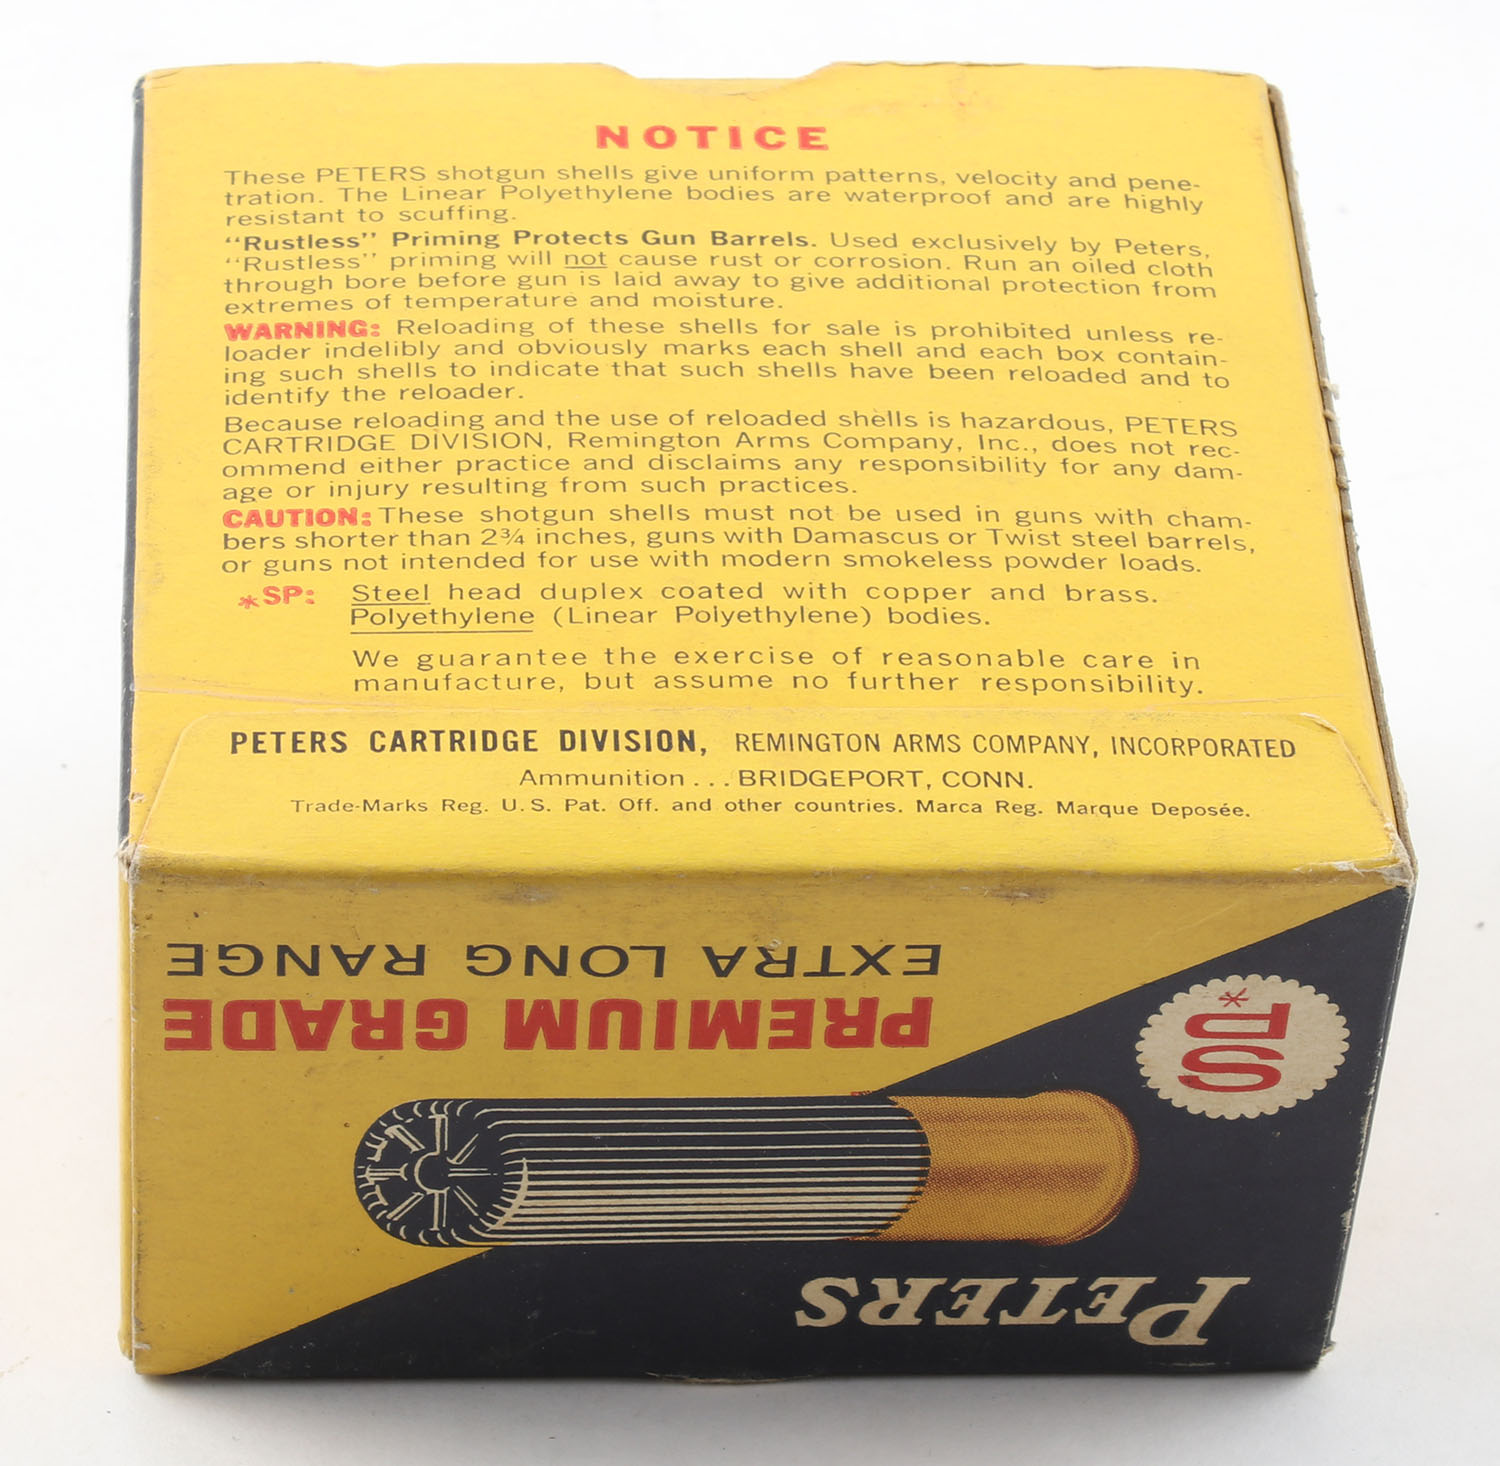 NOTICE
These PETERS shotgun shells give uniform patterns, velocity and pene-
tration. The Linear Polyethylene bodies are waterproof and are highly
resistant to scuffing.
“Rustless” Priming Protects Gun Barrels. Used exclusively by Peters,
“Rustless” priming will not cause rust or corrosion. Run an oiled cloth
through bore before gun is laid away to give additional protection from
extremes of temperature and moisture.
WARNING: Reloading of these shells for sale is prohibited unless re-
loader indelibly and obviously marks each shell and each box contain-
ing such shells to indicate that such shells have been reloaded and to
identify the reloader.
Because reloading and the use of reloaded shells is hazardous, PETERS
CARTRIDGE DIVISION, Remington Arms Company, Inc., does not rec-
ommend either practice and disclaims any responsibility for any dam-
age or injury resulting from such practices.
CAUTION: These shotgun shells must not be used in guns with cham-
bers shorter than 2¾ inches, guns with Damascus or Twist steel barrels,
or guns not intended for use with modern smokeless powder loads.
*SP: Steel head duplex coated with copper and brass.
Polyethylene (Linear Polyethylene) bodies.
We guarantee the exercise of reasonable care in
manufacture, but assume no further responsibility.
PETERS CARTRIDGE DIVISION, REMINGTON ARMS COMPANY, INCORPORATED
Ammunition . . . BRIDGEPORT, CONN.
Trade-Marks Reg. U.S. Pat. Off. and other countries. Marca Reg. Marque Deposée.
PETERS
SP*
PREMIUM GRADE
EXTRA LONG RANGE